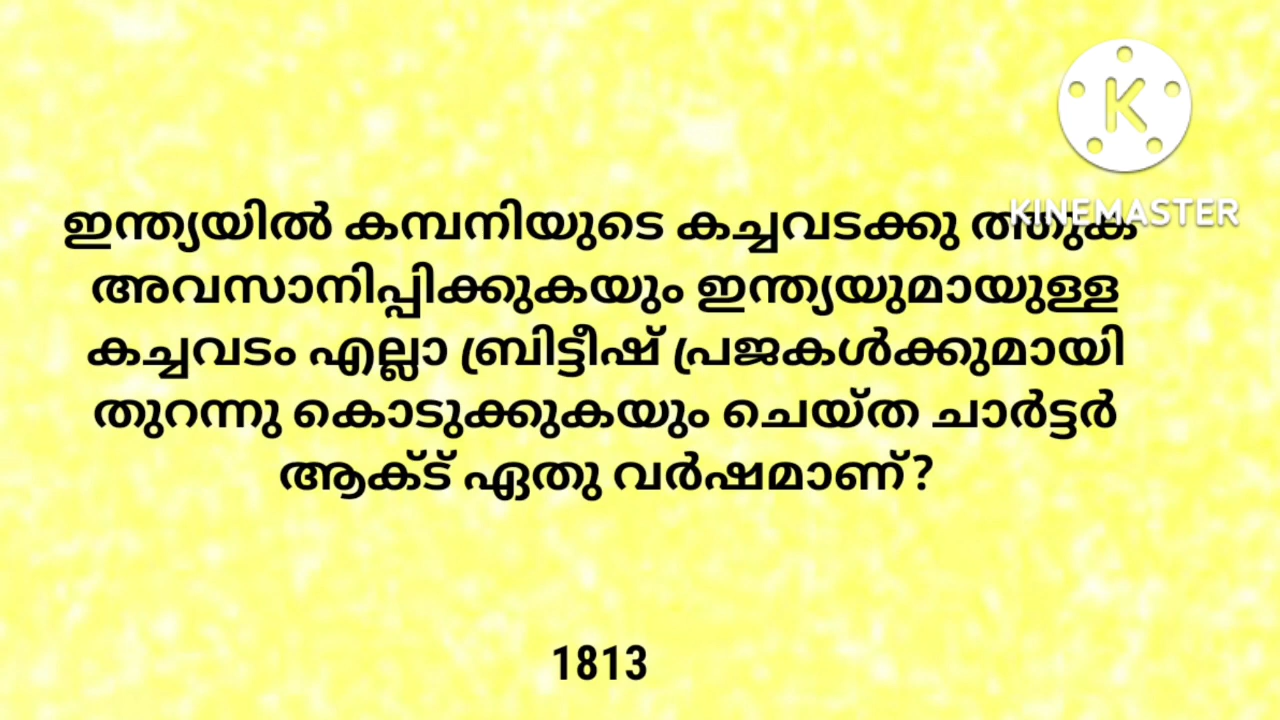 K
KINEMASTER
ഇന്ത്യയിൽ കമ്പനിയുടെ കച്ചവടക്കു ത്തുക
അവസാനിപ്പിക്കുകയും ഇന്ത്യയുമായുള്ള
കച്ചവടം എല്ലാ ബ്രിട്ടീഷ് പ്രജകൾക്കുമായി
തുറന്നു കൊടുക്കുകയും ചെയ്ത ചാർട്ടർ
ആക്ട് ഏതു വർഷമാണ്?
1813